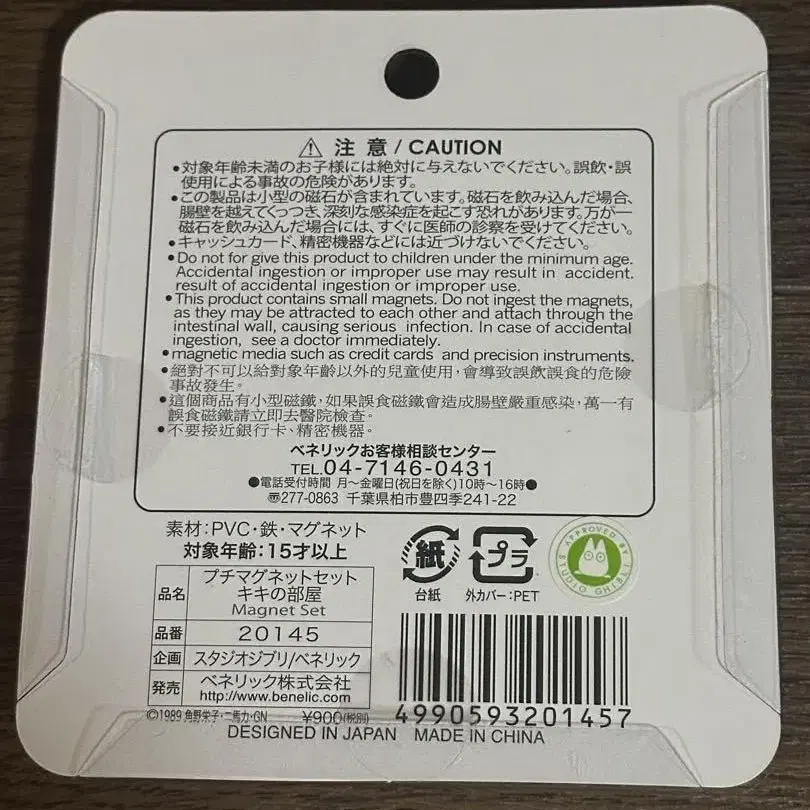 ⚠ 注意 / CAUTION
•対象年齢未満のお子様には絶対に与えないでください。誤飲・誤
使用による事故の危険があります。
•この製品は小型の磁石が含まれています。磁石を飲み込んだ場合、
腸壁を越えてくっつき、深刻な感染症を起こす恐れがあります。万が一
磁石を飲み込んだ場合には、すぐに医師の診察を受けてください。
•キャッシュカード、精密機器などには近づけないでください。
•Do not for give this product to children under the minimum age.
Accidental ingestion or improper use may result in accident.
result of accidental ingestion or improper use.
•This product contains small magnets. Do not ingest the magnets,
as they may be attracted to each other and attach through the
intestinal wall, causing serious infection. In case of accidental
ingestion, see a doctor immediately.
•magnetic media such as credit cards and precision instruments.
•絕對不可以給對象年齡以外的兒童使用，會導致誤飲誤食的危險
事故發生。
•這個商品有小型磁鐵，如果誤食磁鐵會造成腸壁嚴重感染，萬一有
誤食磁鐵請立即去醫院檢查。
•不要接近銀行卡、精密機器。
ベネリックお客様相談センター
TEL.04-7146-0431
●電話受付時間 月～金曜日(祝日を除く)10時～16時●
〠277-0863 千葉県柏市豊四季241-22
素材：PVC・鉄・マグネット
対象年齢：15才以上
紙
台紙
プラ
外カバー：PET
APPROVED BY STUDIO GHIBLI
品名 プチマグネットセット
キキの部屋
Magnet Set
品番 20145
企画 スタジオジブリ/ベネリック
発売 ベネリック株式会社
http://www.benelic.com
©1989 角野栄子・二馬力・GN ¥900(税別)
4990593201457
DESIGNED IN JAPAN MADE IN CHINA